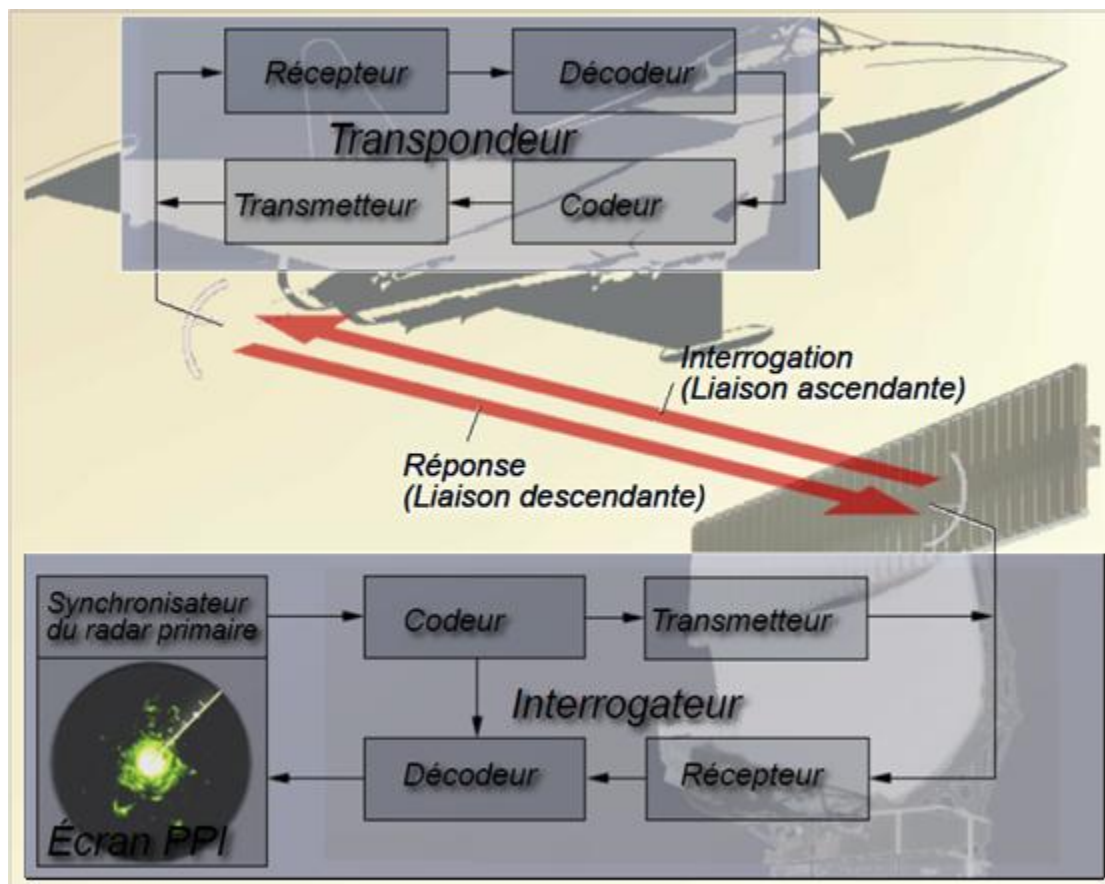 Récepteur
Décodeur
Transpondeur
Transmetteur
Codeur
Interrogation
(Liaison ascendante)
Réponse
(Liaison descendante)
Synchronisateur
du radar primaire
Codeur
Transmetteur
Interrogateur
Décodeur
Récepteur
Écran PPI